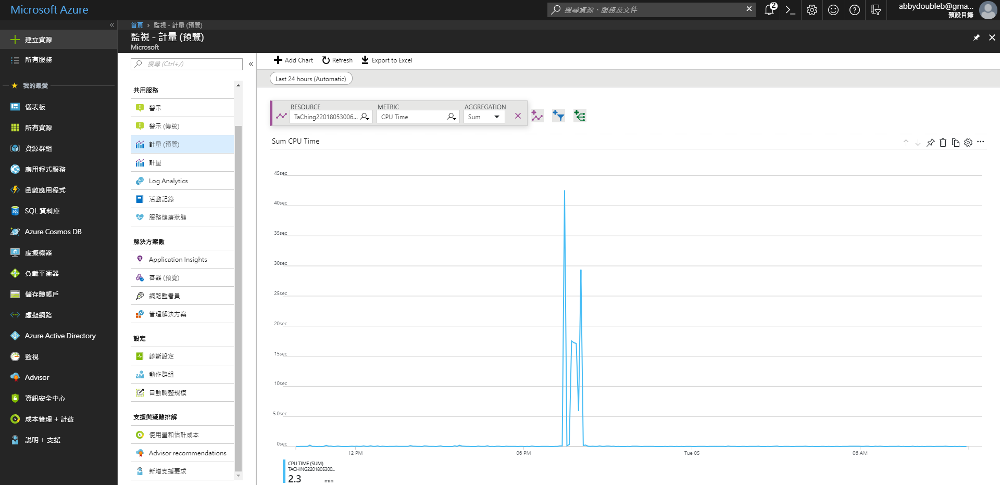 Microsoft Azure
搜尋資源、服務及文件
2
abbydoubleb@gma...
預設目錄
首頁 > 監視 - 計量 (預覽)
監視 - 計量 (預覽)
Microsoft
建立資源
所有服務
我的最愛
儀表板
所有資源
資源群組
應用程式服務
函數應用程式
SQL 資料庫
Azure Cosmos DB
虛擬機器
負載平衡器
儲存體帳戶
虛擬網路
Azure Active Directory
監視
Advisor
資訊安全中心
成本管理 + 計費
說明 + 支援
搜尋 (Ctrl+/)
共用服務
警示
警示 (傳統)
計量 (預覽)
計量
Log Analytics
活動記錄
服務健康狀態
解決方案數
Application Insights
容器 (預覽)
網路監看員
管理解決方案
設定
診斷設定
動作群組
自動調整規模
支援與疑難排解
使用量和估計成本
Advisor recommendations
新增支援要求
Add Chart
Refresh
Export to Excel
Last 24 hours (Automatic)
RESOURCE
TaChing22018053006...
METRIC
CPU Time
AGGREGATION
Sum
Sum CPU Time
45sec
40sec
35sec
30sec
25sec
20sec
15sec
10sec
5.0sec
0sec
12 PM
06 PM
Tue 05
06 AM
CPU TIME (SUM)
TACHING2201805300...
2.3 min